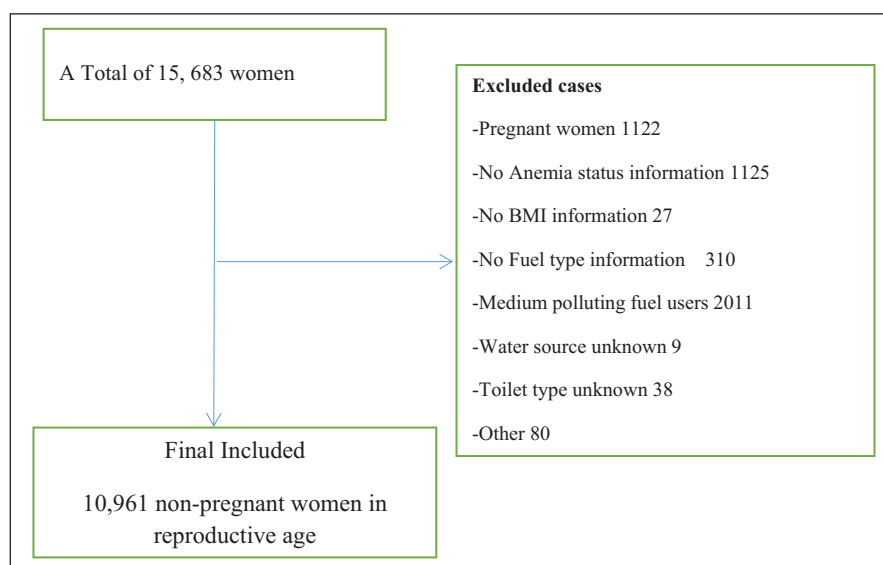 A Total of 15, 683 women
Excluded cases
-Pregnant women 1122
-No Anemia status information 1125
-No BMI information 27
-No Fuel type information 310
-Medium polluting fuel users 2011
-Water source unknown 9
-Toilet type unknown 38
-Other 80
Final Included
10,961 non-pregnant women in
reproductive age